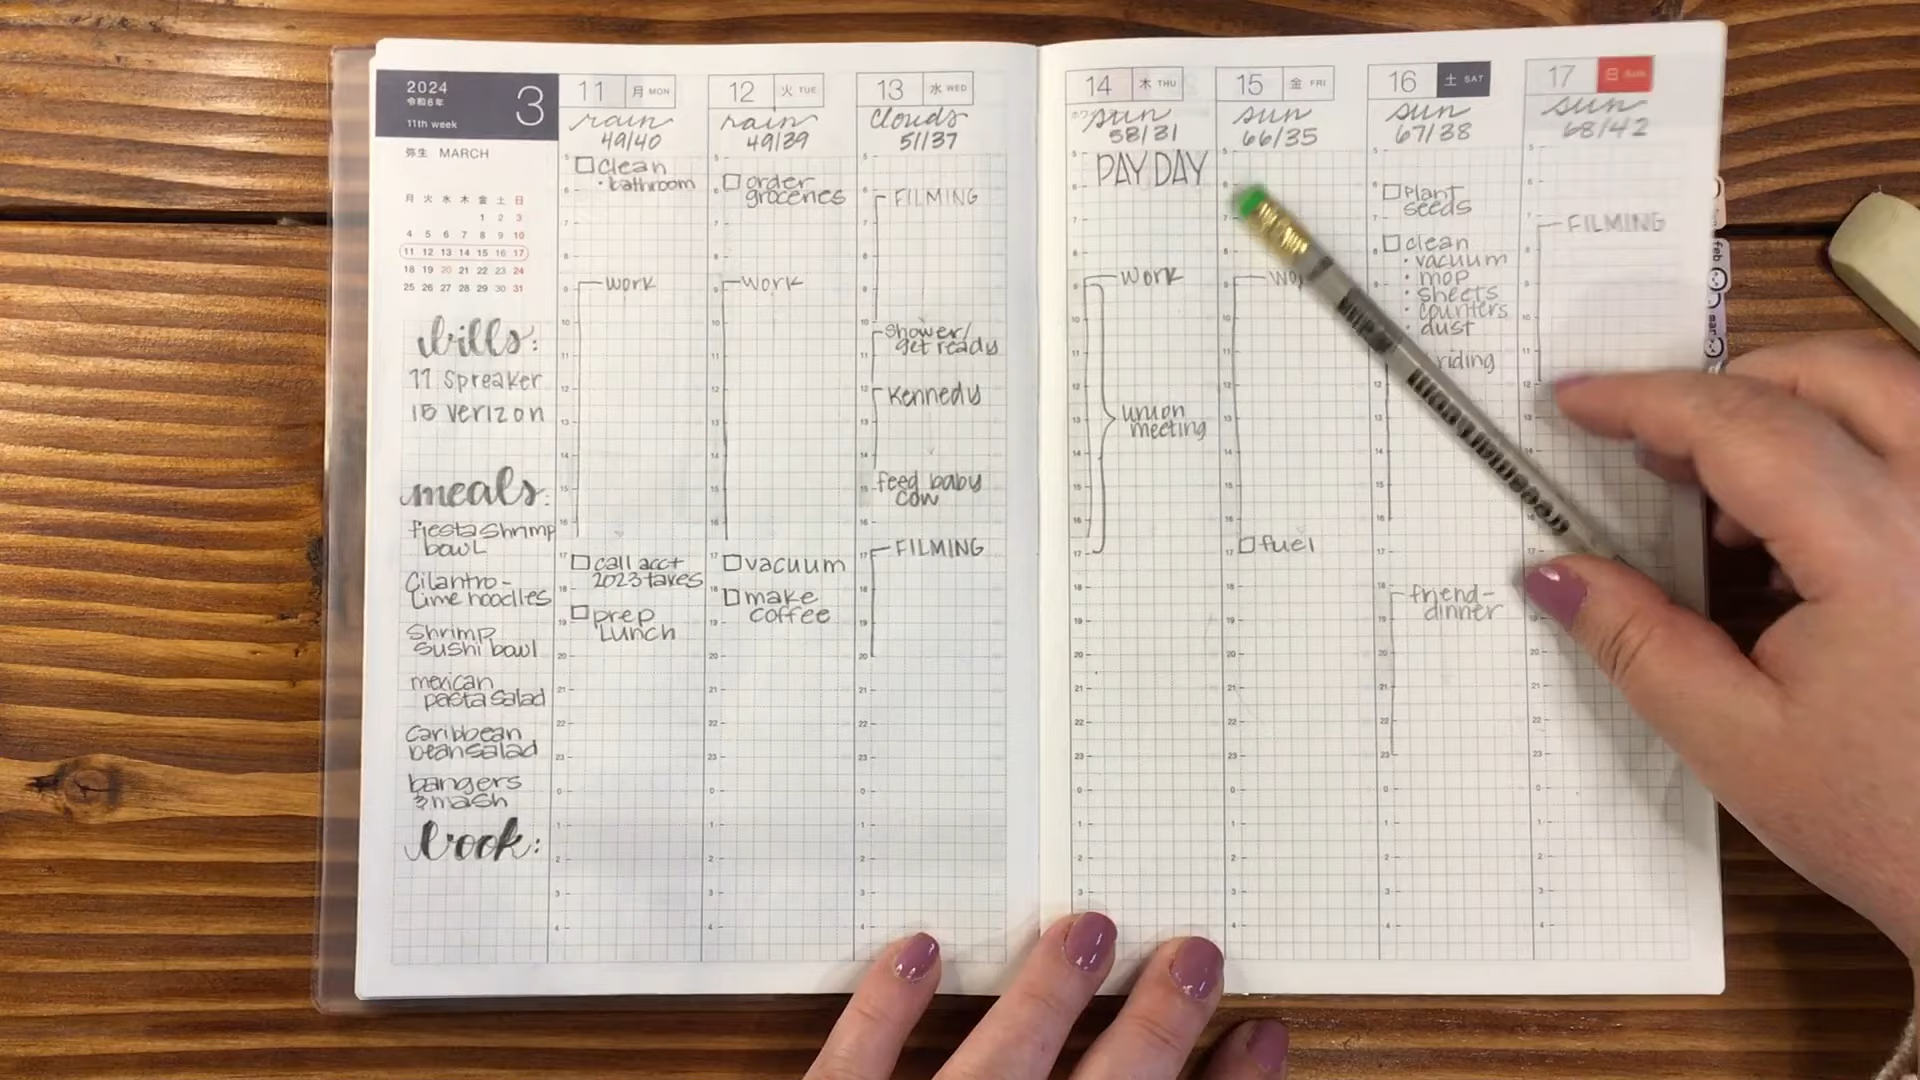 2024
令和6年
11th week
3
弥生 MARCH
月 火 水 木 金 土 日
1 2 3
4 5 6 7 8 9 10
11 12 13 14 15 16 17
18 19 20 21 22 23 24
25 26 27 28 29 30 31
bills:
11 Spreaker
15 Verizon
meals:
fiesta shrimp
bowl
Cilantro-
Lime noodles
Shrimp
Sushi bowl
mexican
pasta salad
Caribbean
bean salad
bangers
& mash
book:
11 月 MON
rain
49/40
clean
• bathroom
work
call acct
2023 taxes
prep
Lunch
12 火 TUE
rain
49/39
order
groceries
work
vacuum
make
coffee
13 水 WED
clouds
51/37
FILMING
Shower/
get ready
Kennedy
feed baby
cow
FILMING
14 木 THU
sun
58/31
PAY DAY
work
union
meeting
15 金 FRI
sun
66/35
fuel
16 土 SAT
sun
67/38
plant
seeds
clean
• vacuum
• mop
• sheets
• counters
• dust
riding
friend-
dinner
17 日 SUN
sun
68/42
FILMING
feb
mar